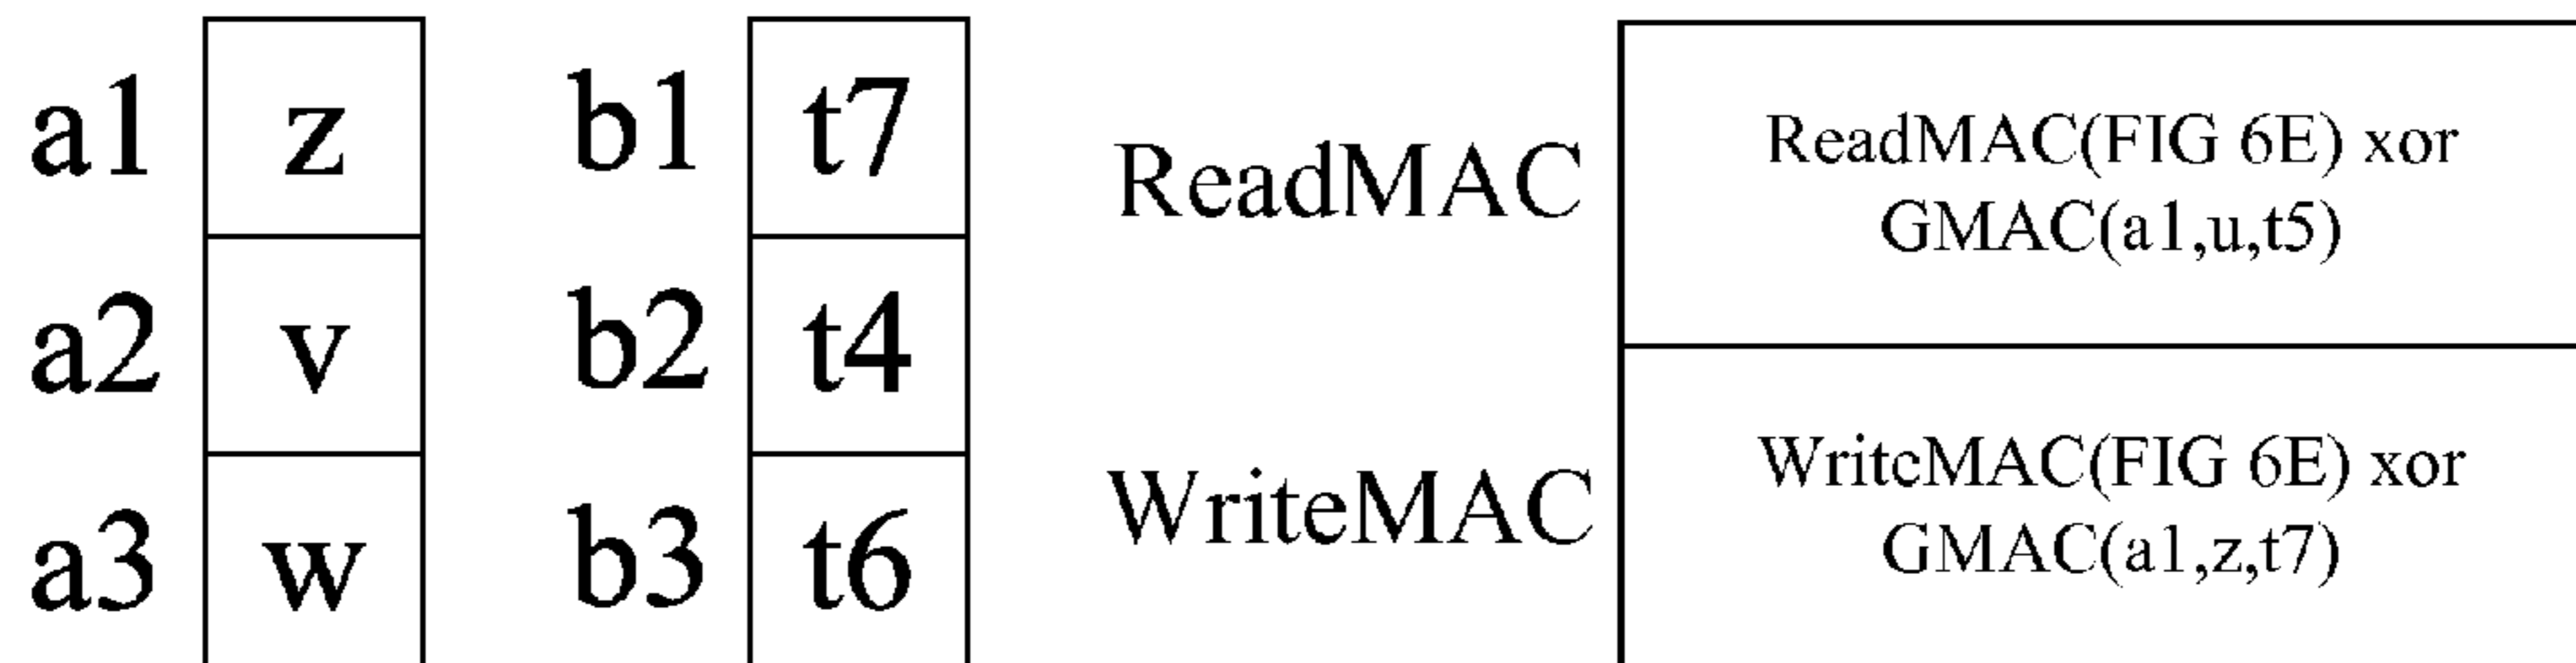 a1 z b1 t7
a2 v b2 t4
a3 w b3 t6
ReadMAC
ReadMAC(FIG 6E) xor
GMAC(a1,u,t5)
WriteMAC
WriteMAC(FIG 6E) xor
GMAC(a1,z,t7)